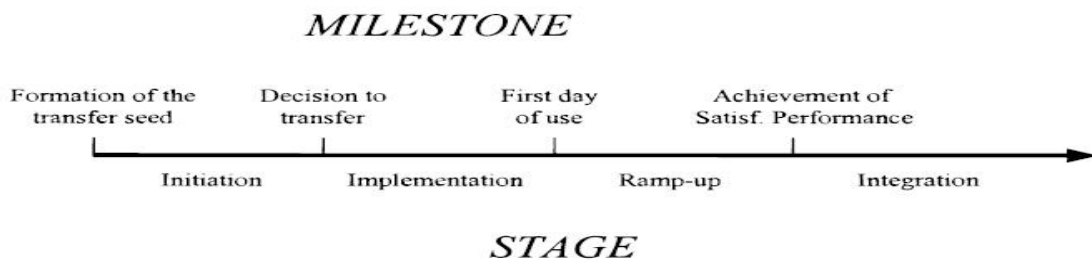 MILESTONE
Formation of the
transfer seed
Decision to
transfer
First day
of use
Achievement of
Satisf. Performance
Initiation
Implementation
Ramp-up
Integration
STAGE